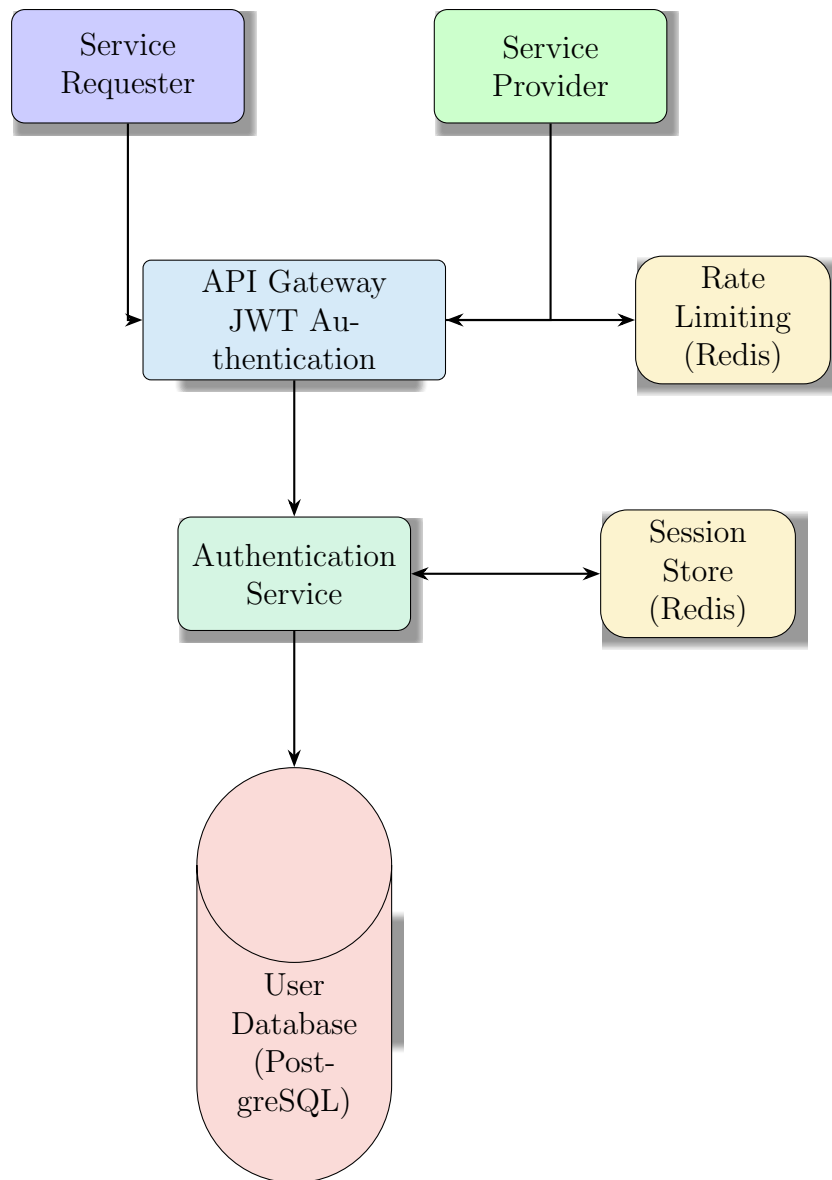 Service
Requester
Service
Provider
API Gateway
JWT Au-
thentication
Rate
Limiting
(Redis)
Authentication
Service
Session
Store
(Redis)
User
Database
(Post-
greSQL)